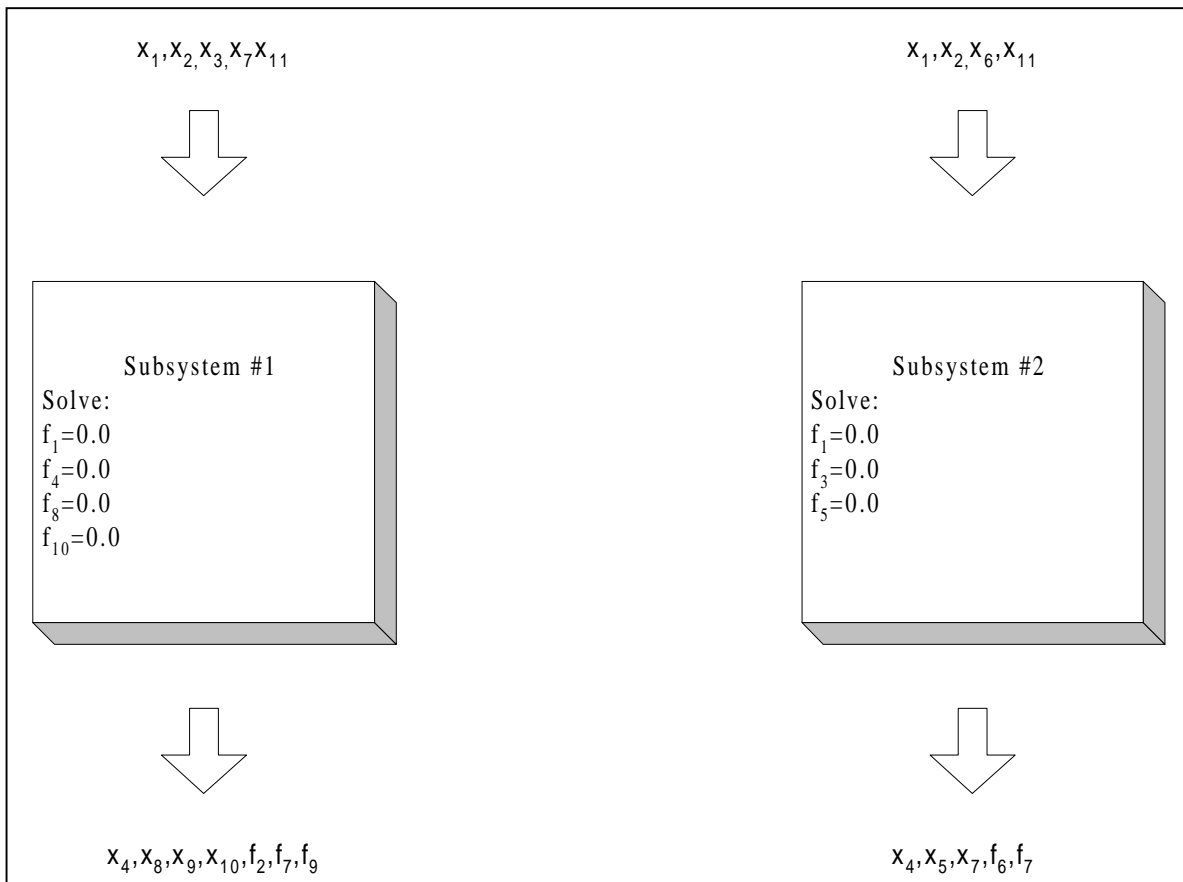 x₁,x₂,x₃,x₇x₁₁
Subsystem #1
Solve:
f₁=0.0
f₄=0.0
f₈=0.0
f₁₀=0.0
x₄,x₈,x₉,x₁₀,f₂,f₇,f₉
x₁,x₂,x₆,x₁₁
Subsystem #2
Solve:
f₁=0.0
f₃=0.0
f₅=0.0
x₄,x₅,x₇,f₆,f₇